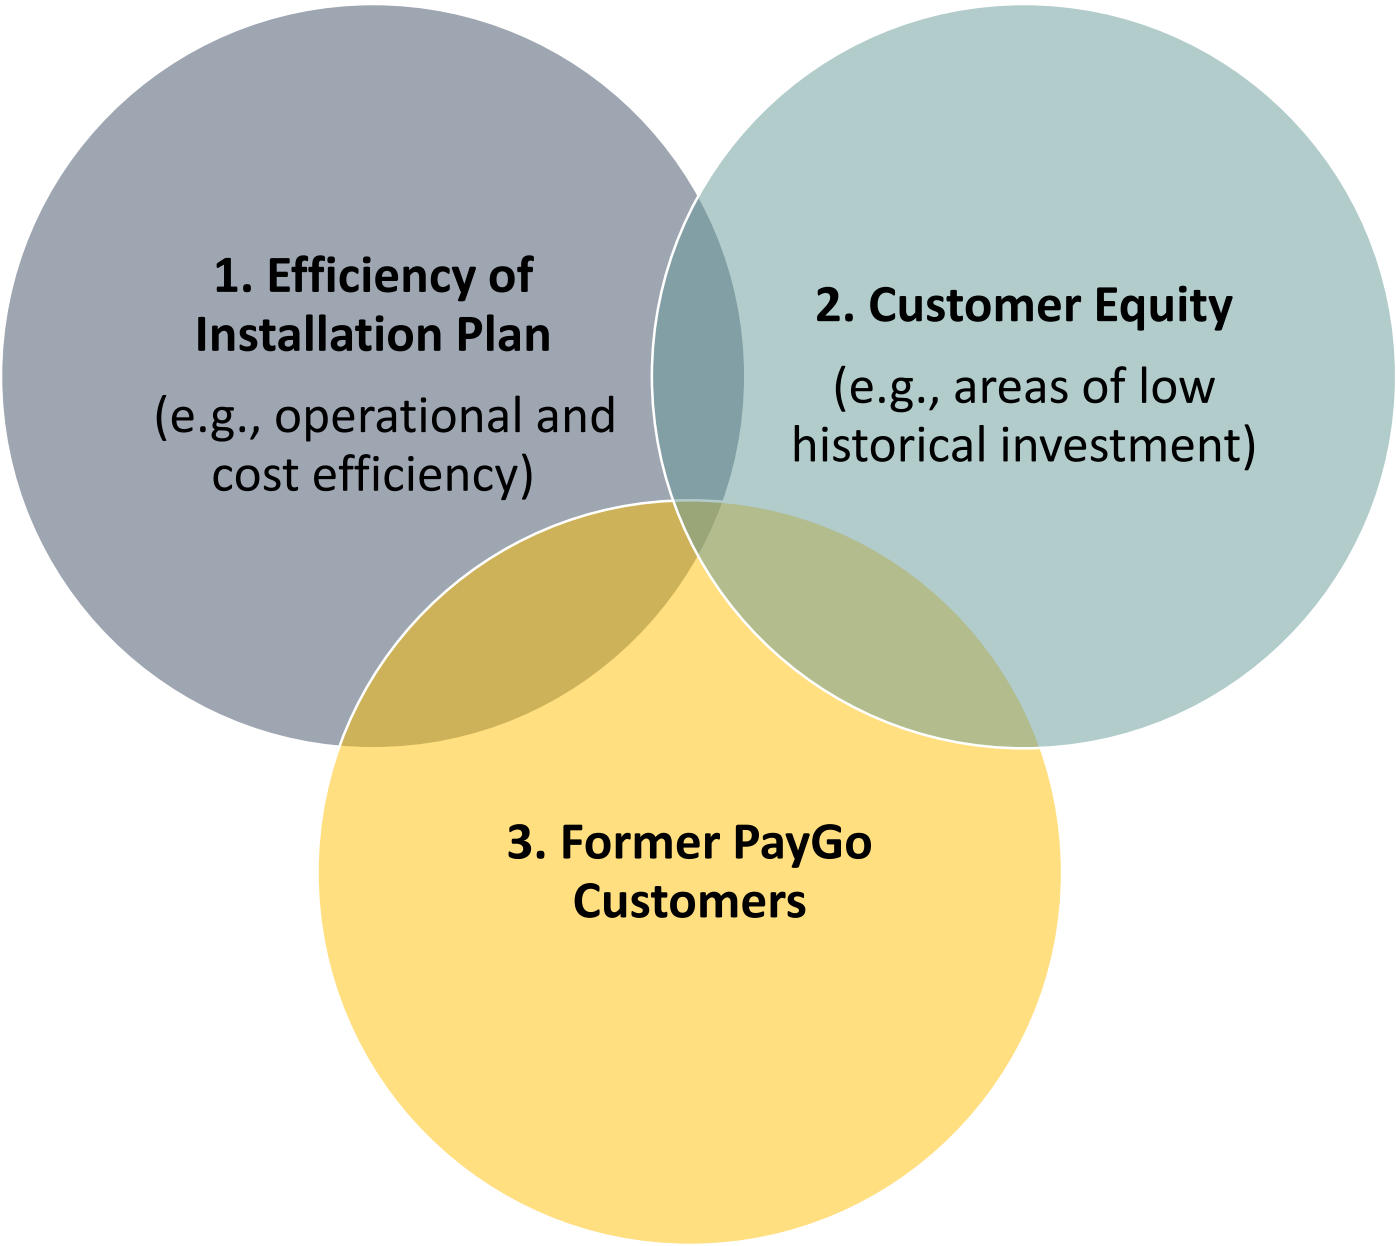 1. Efficiency of
Installation Plan
(e.g., operational and
cost efficiency)
2. Customer Equity
(e.g., areas of low
historical investment)
3. Former PayGo
Customers